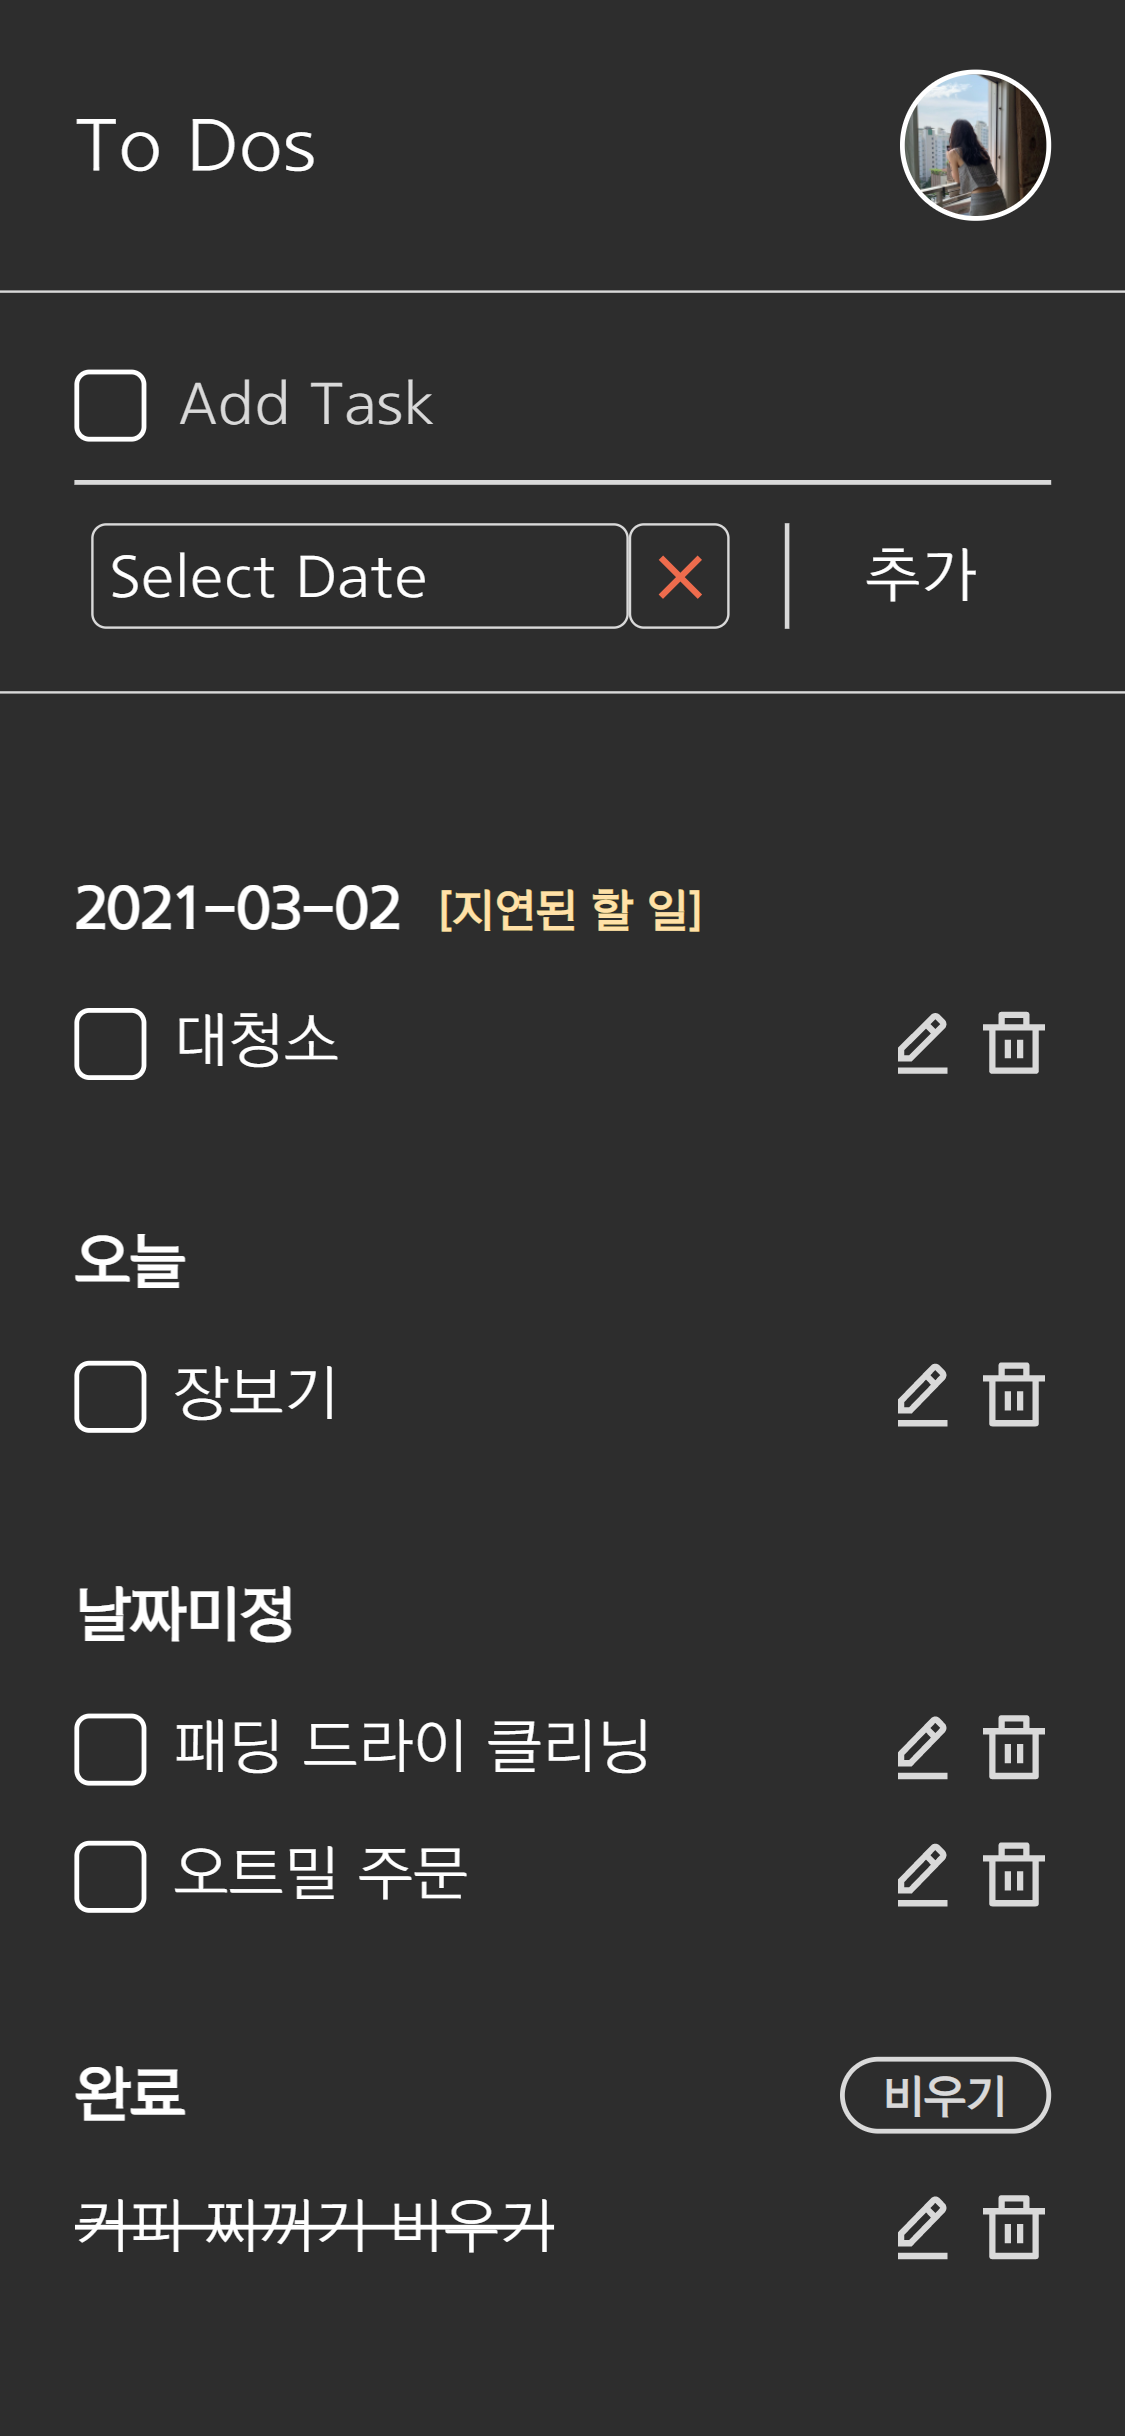 To Dos
Add Task
Select Date
추가
2021-03-02 [지연된 할 일]
대청소
오늘
장보기
날짜미정
패딩 드라이 클리닝
오트밀 주문
완료 비우기
커피 찌꺼기 비우기